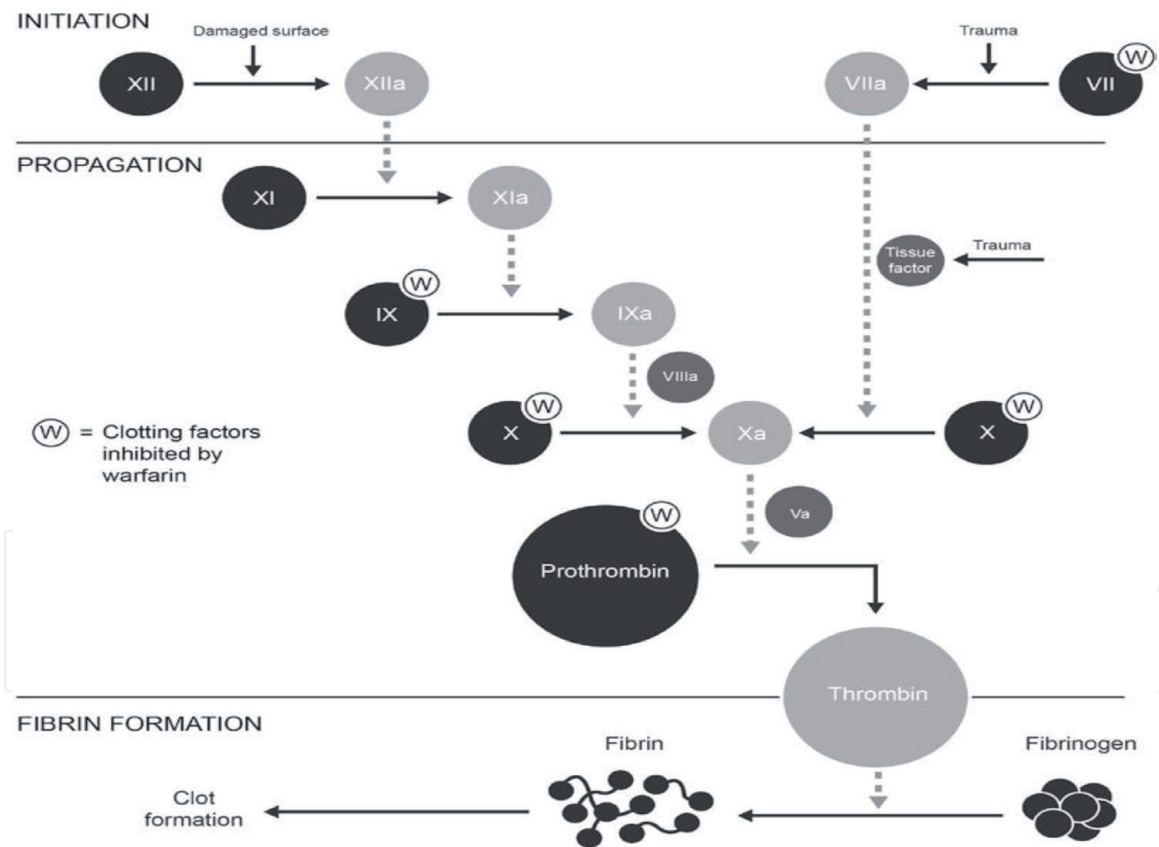 INITIATION
Damaged surface
Trauma
XII
XIIa
VIIa
VII
W
PROPAGATION
XI
XIa
Tissue
factor
Trauma
IX
W
IXa
VIIIa
X
W
Xa
X
W
W = Clotting factors
inhibited by
warfarin
Va
Prothrombin
W
Thrombin
FIBRIN FORMATION
Fibrin
Fibrinogen
Clot
formation